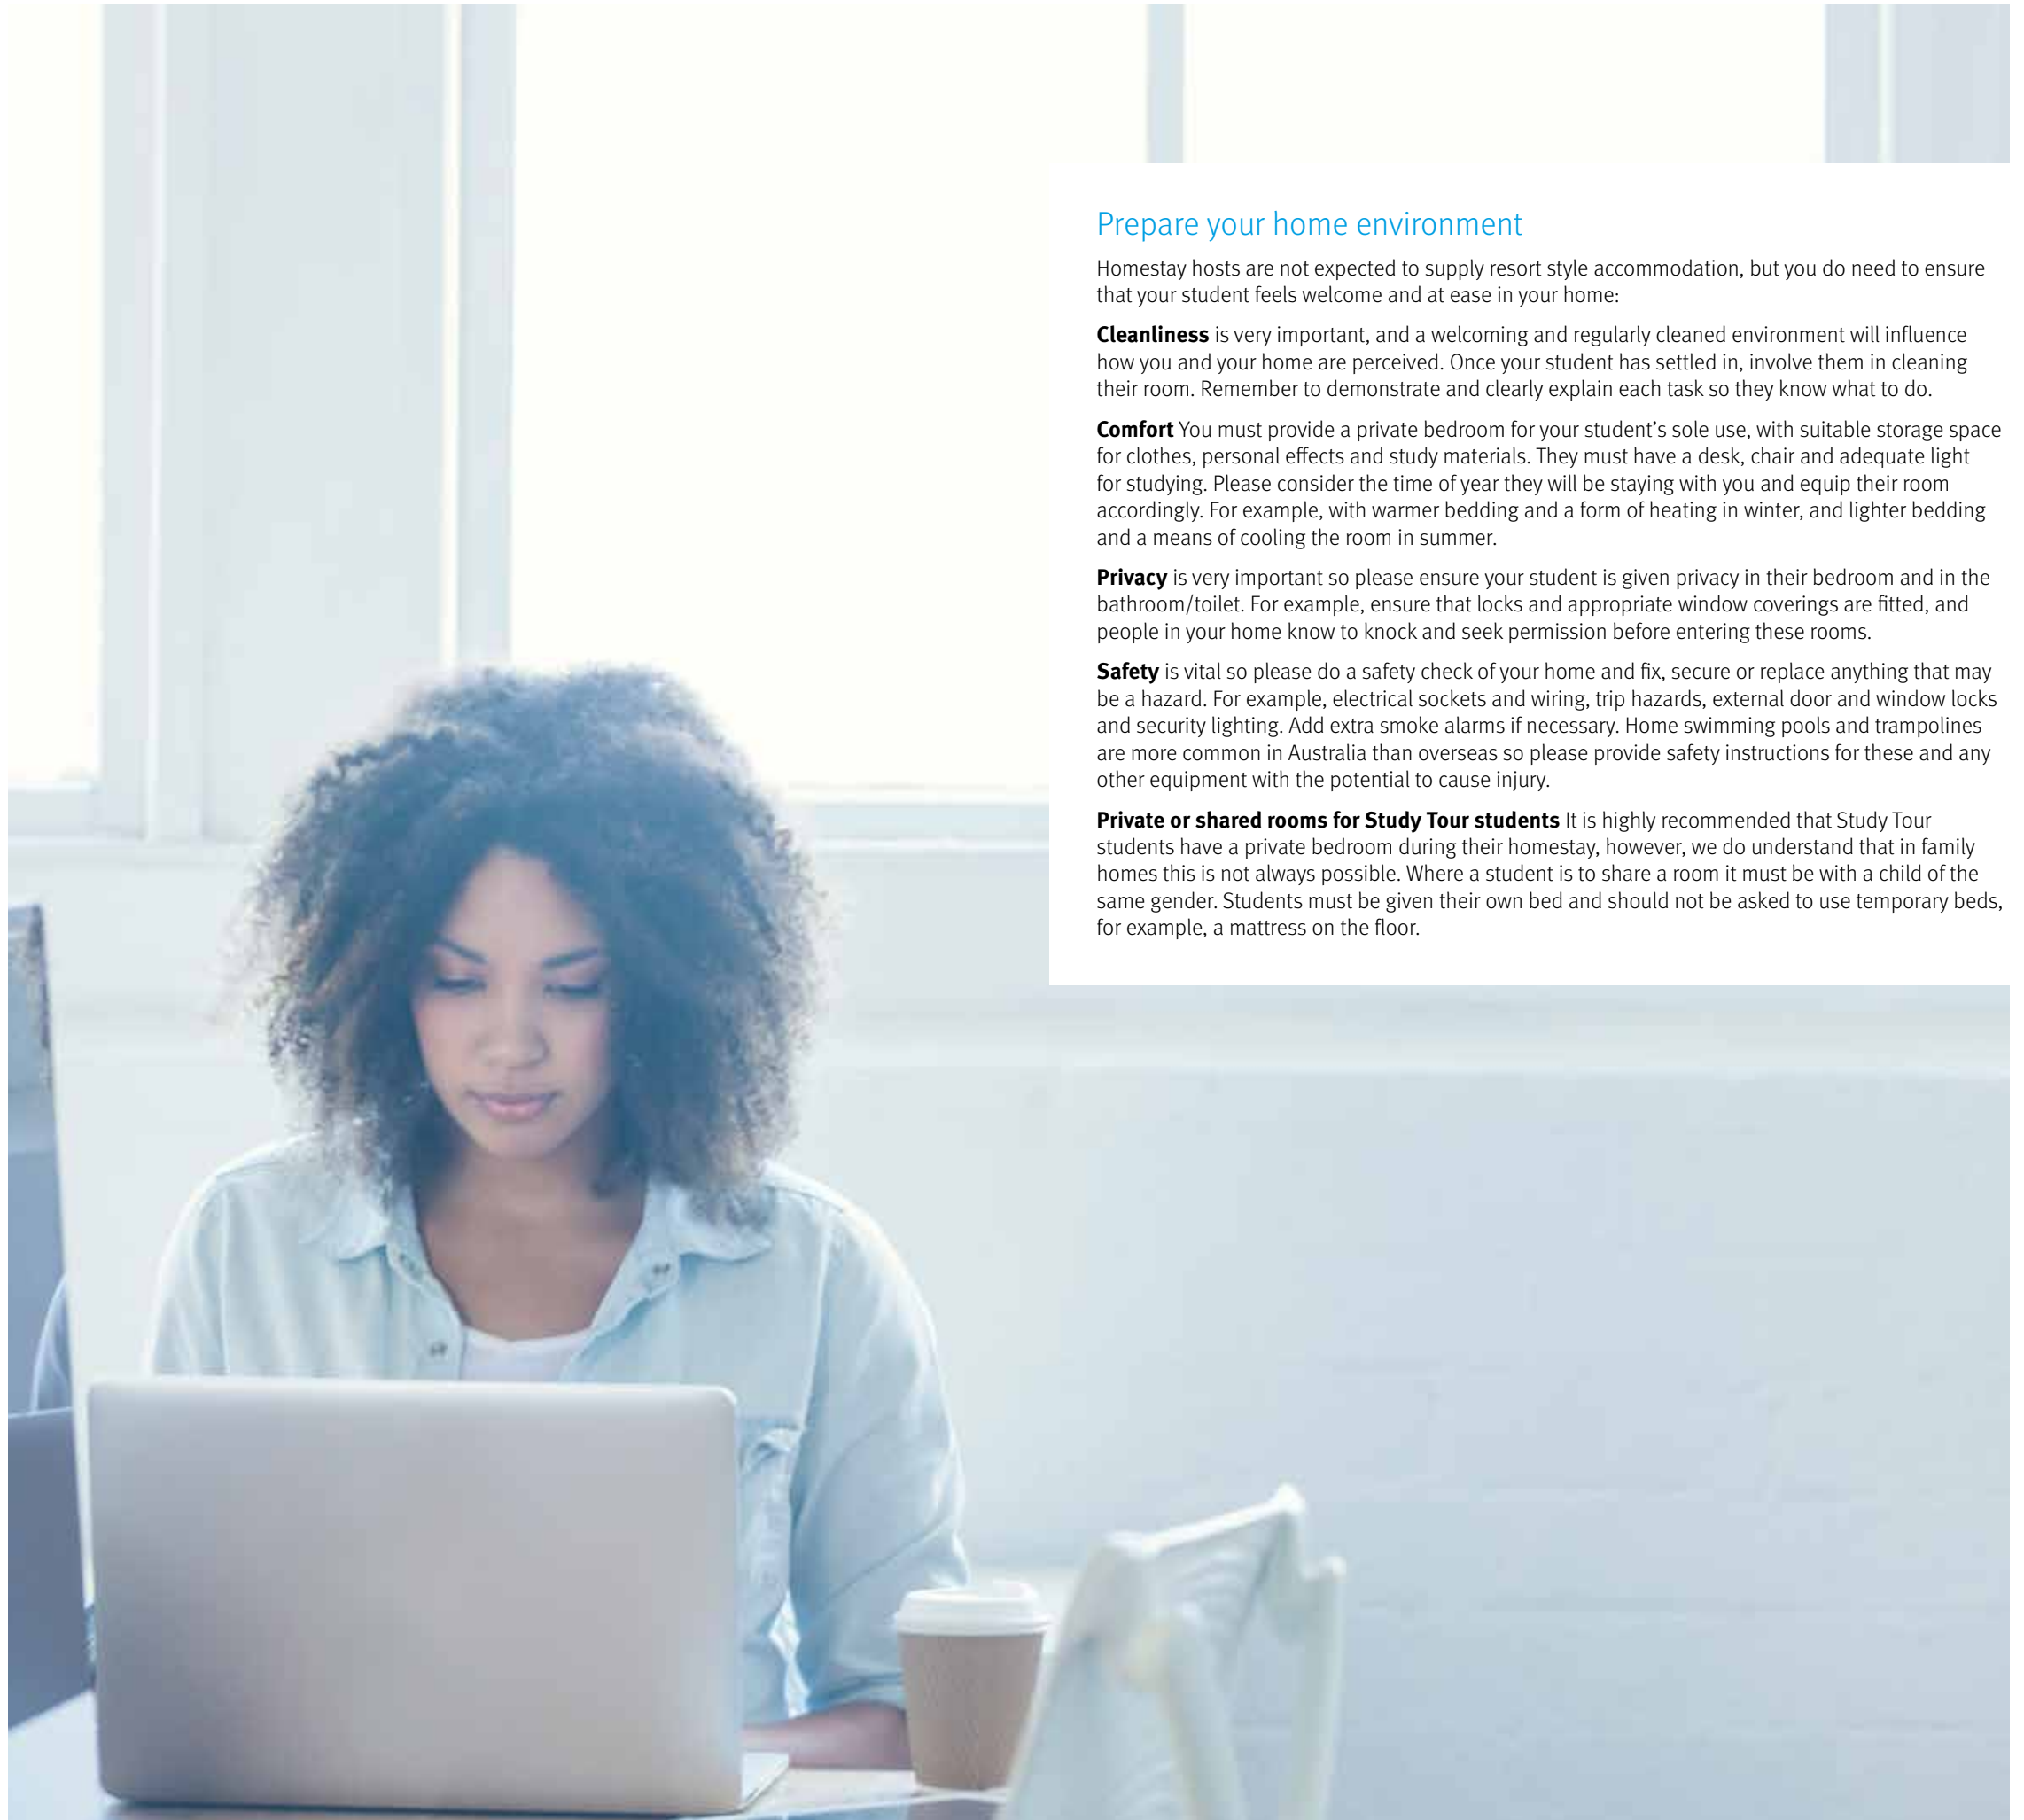 Prepare your home environment
Homestay hosts are not expected to supply resort style accommodation, but you do need to ensure
that your student feels welcome and at ease in your home:
Cleanliness is very important, and a welcoming and regularly cleaned environment will influence
how you and your home are perceived. Once your student has settled in, involve them in cleaning
their room. Remember to demonstrate and clearly explain each task so they know what to do.
Comfort You must provide a private bedroom for your student’s sole use, with suitable storage space
for clothes, personal effects and study materials. They must have a desk, chair and adequate light
for studying. Please consider the time of year they will be staying with you and equip their room
accordingly. For example, with warmer bedding and a form of heating in winter, and lighter bedding
and a means of cooling the room in summer.
Privacy is very important so please ensure your student is given privacy in their bedroom and in the
bathroom/toilet. For example, ensure that locks and appropriate window coverings are fitted, and
people in your home know to knock and seek permission before entering these rooms.
Safety is vital so please do a safety check of your home and fix, secure or replace anything that may
be a hazard. For example, electrical sockets and wiring, trip hazards, external door and window locks
and security lighting. Add extra smoke alarms if necessary. Home swimming pools and trampolines
are more common in Australia than overseas so please provide safety instructions for these and any
other equipment with the potential to cause injury.
Private or shared rooms for Study Tour students It is highly recommended that Study Tour
students have a private bedroom during their homestay, however, we do understand that in family
homes this is not always possible. Where a student is to share a room it must be with a child of the
same gender. Students must be given their own bed and should not be asked to use temporary beds,
for example, a mattress on the floor.